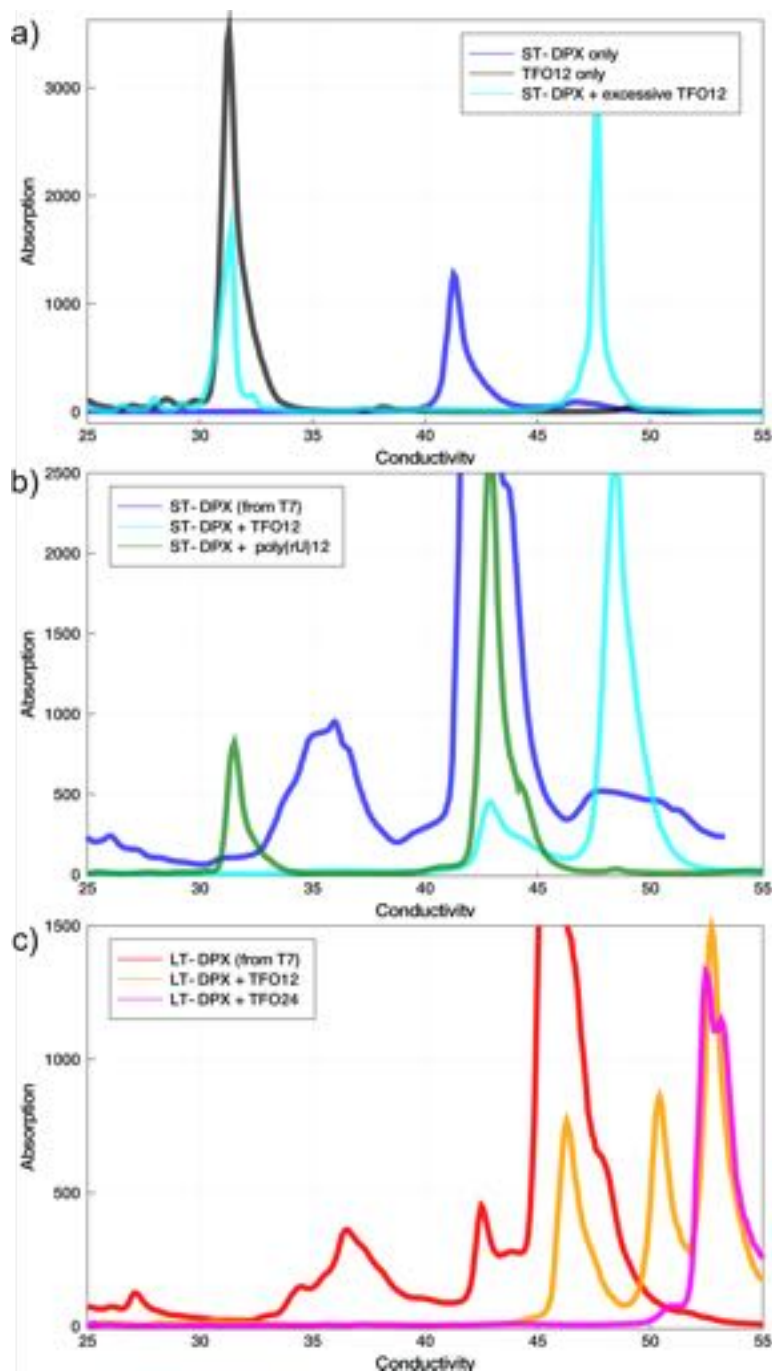 a)
ST- DPX only
TFO12 only
ST- DPX + excessive TFO12
Absorption
3000
2000
1000
0
25 30 35 40 45 50 55
Conductivity
b)
ST- DPX (from T7)
ST- DPX + TFO12
ST- DPX + poly(rU)12
Absorption
2500
2000
1500
1000
500
0
25 30 35 40 45 50 55
Conductivity
c)
LT- DPX (from T7)
LT- DPX + TFO12
LT- DPX + TFO24
Absorption
1500
1000
500
0
25 30 35 40 45 50 55
Conductivity